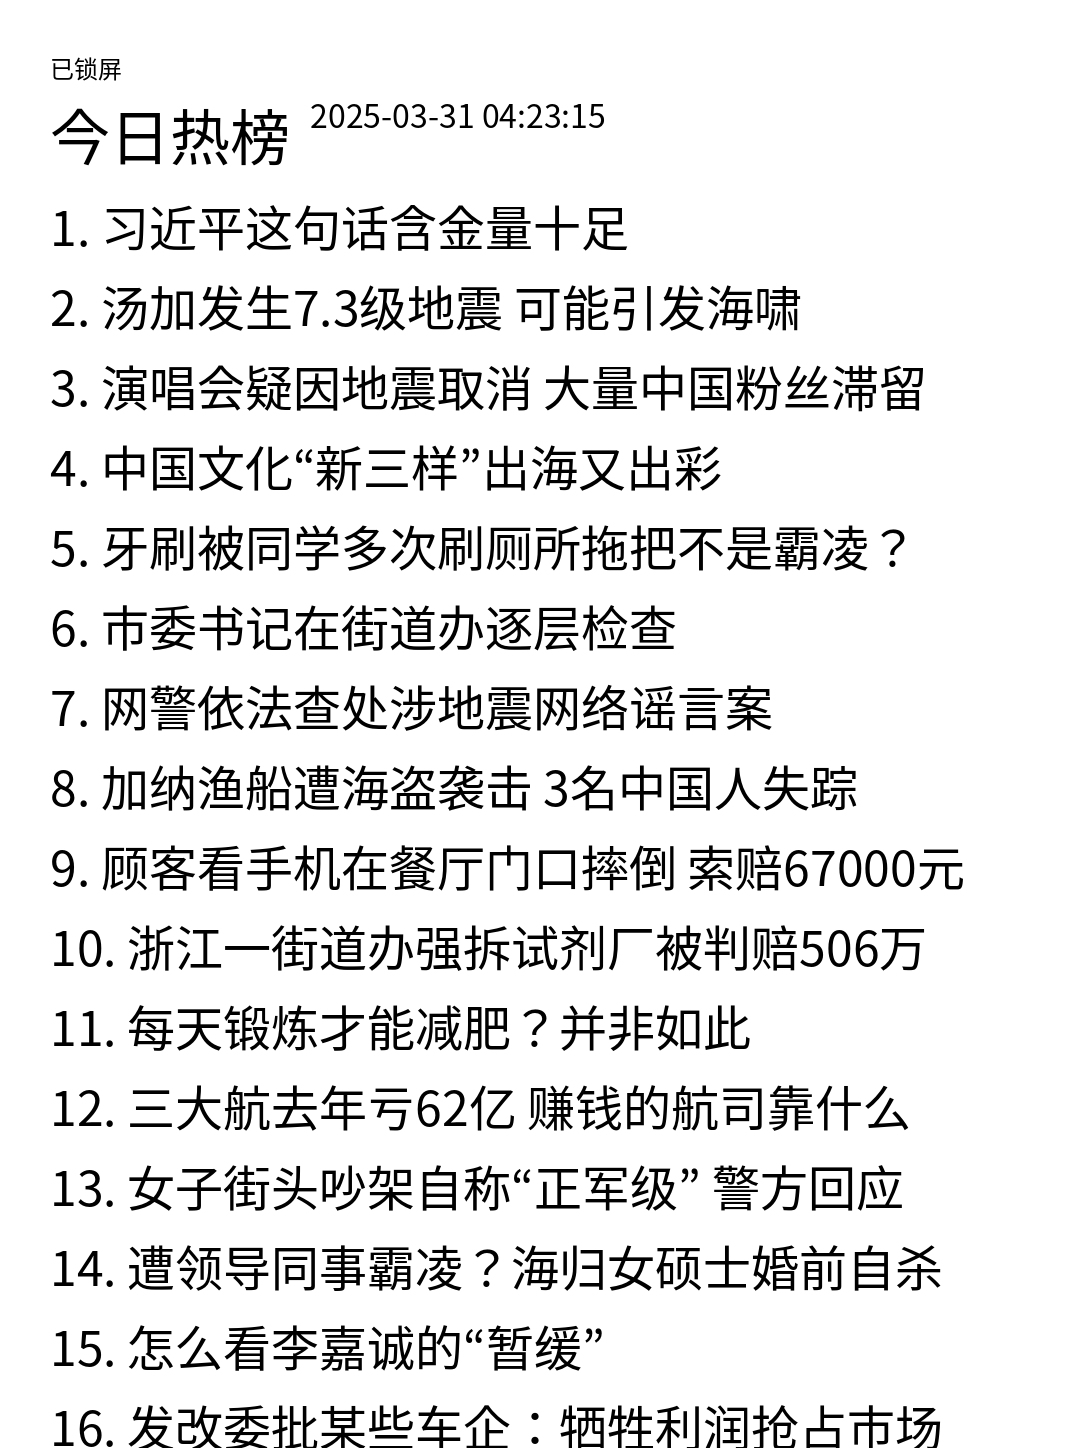 已锁屏
今日热榜 2025-03-31 04:23:15
1. 习近平这句话含金量十足
2. 汤加发生7.3级地震 可能引发海啸
3. 演唱会疑因地震取消 大量中国粉丝滞留
4. 中国文化“新三样”出海又出彩
5. 牙刷被同学多次刷厕所拖把不是霸凌？
6. 市委书记在街道办逐层检查
7. 网警依法查处涉地震网络谣言案
8. 加纳渔船遭海盗袭击 3名中国人失踪
9. 顾客看手机在餐厅门口摔倒 索赔67000元
10. 浙江一街道办强拆试剂厂被判赔506万
11. 每天锻炼才能减肥？并非如此
12. 三大航去年亏62亿 赚钱的航司靠什么
13. 女子街头吵架自称“正军级” 警方回应
14. 遭领导同事霸凌？海归女硕士婚前自杀
15. 怎么看李嘉诚的“暂缓”
16. 发改委批某些车企：牺牲利润抢占市场